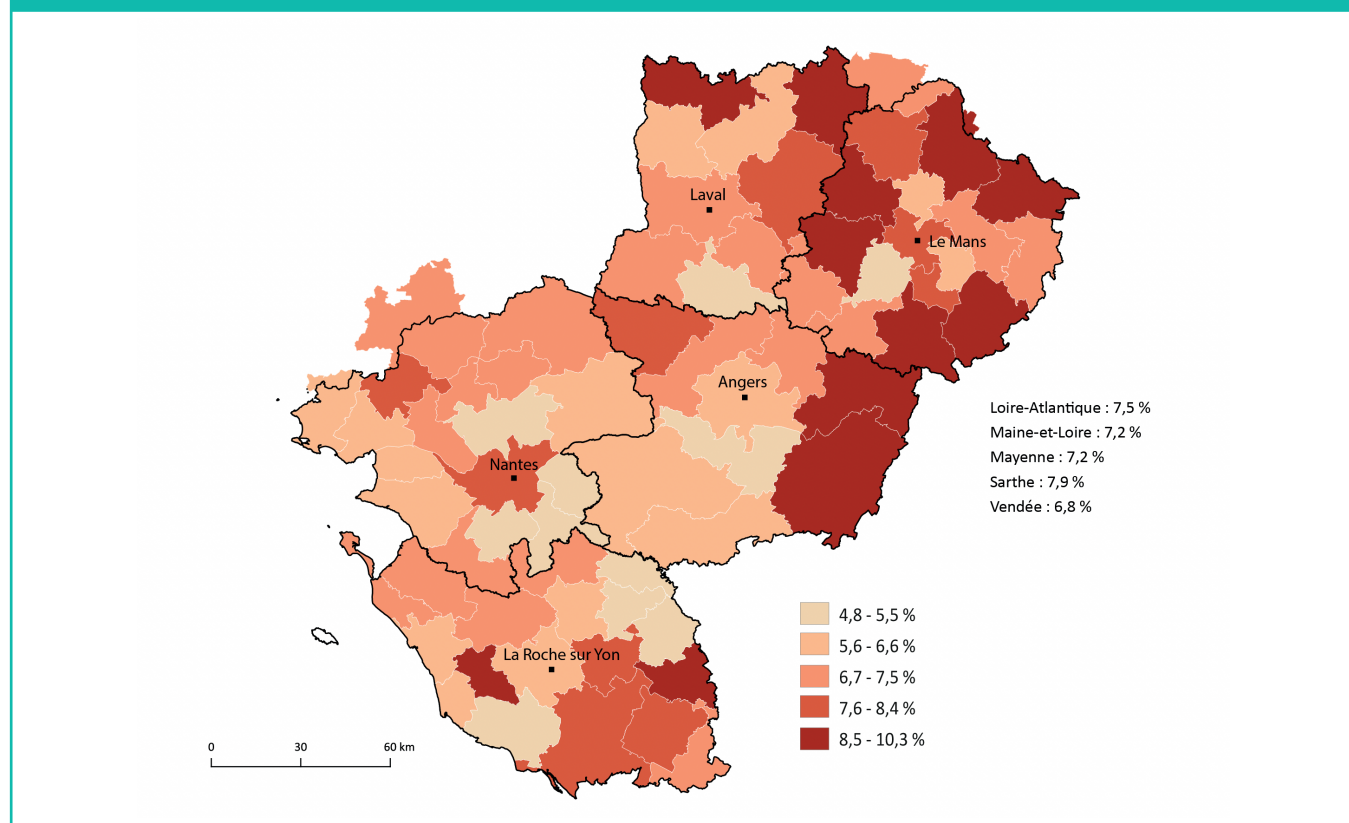 Laval
Le Mans
Angers
Loire-Atlantique : 7,5 %
Maine-et-Loire : 7,2 %
Mayenne : 7,2 %
Sarthe : 7,9 %
Vendée : 6,8 %
Nantes
La Roche sur Yon
4,8 - 5,5 %
5,6 - 6,6 %
6,7 - 7,5 %
7,6 - 8,4 %
8,5 - 10,3 %
0 30 60 km